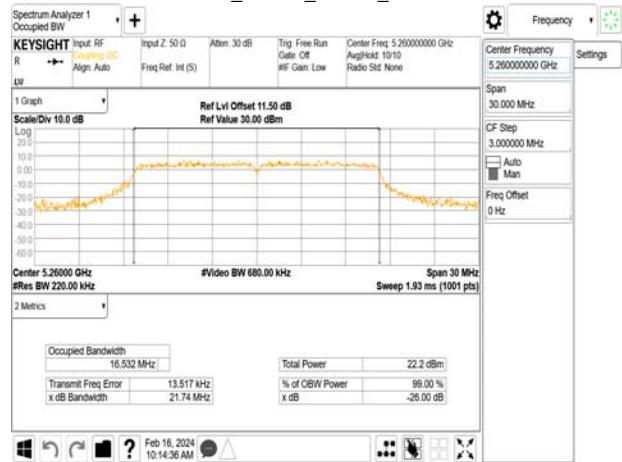 Spectrum Analyzer 1
Occupied BW
Frequency
KEYSIGHT
R
Input: RF
Coupling: DC
Align: Auto
Input Z: 50 Ω
Freq Ref: Int (S)
Atten: 30 dB
Trig: Free Run
Gate: Off
#IF Gain: Low
Center Freq: 5.260000000 GHz
Avg|Hold: 10/10
Radio Std: None
Center Frequency
5.260000000 GHz
Settings
Span
30.000 MHz
CF Step
3.000000 MHz
Auto
Man
Freq Offset
0 Hz
1 Graph
Scale/Div 10.0 dB
Ref Lvl Offset 11.50 dB
Ref Value 30.00 dBm
Log
20.0
10.0
0.00
-10.0
-20.0
-30.0
-40.0
-50.0
-60.0
Center 5.26000 GHz
#Res BW 220.00 kHz
#Video BW 680.00 kHz
Span 30 MHz
Sweep 1.93 ms (1001 pts)
2 Metrics
Occupied Bandwidth
16.532 MHz
Total Power 22.2 dBm
Transmit Freq Error 13.517 kHz
% of OBW Power 99.00 %
x dB Bandwidth 21.74 MHz
x dB -26.00 dB
Feb 16, 2024
10:14:36 AM